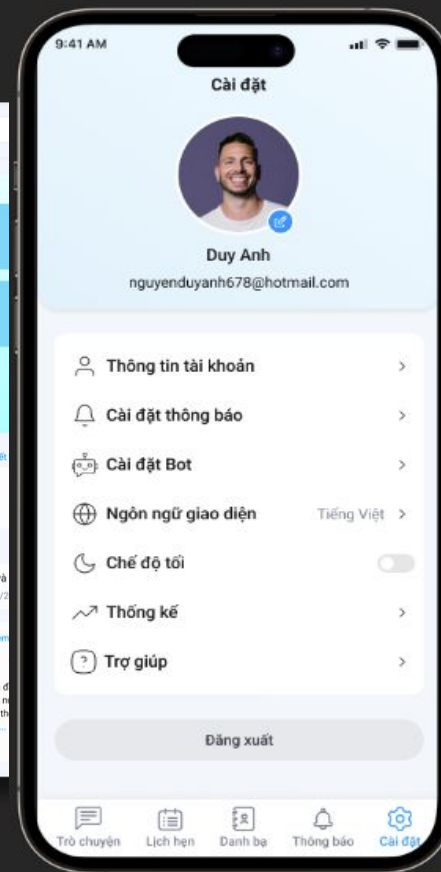 9:41 AM
Cài đặt
Duy Anh
nguyenduyanh678@hotmail.com
Thông tin tài khoản
Cài đặt thông báo
Cài đặt Bot
Ngôn ngữ giao diện Tiếng Việt
Chế độ tối
Thống kế
Trợ giúp
Đăng xuất
Trò chuyện Lịch hẹn Danh bạ Thông báo Cài đặt